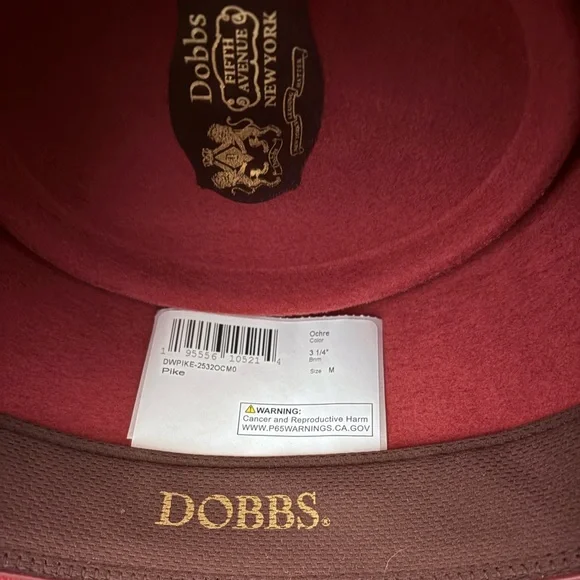 Dobbs
FIFTH
AVENUE
NEW YORK
1 95556 10521 4
DWPIKE-2532OCM0
Pike
Ochre
Color
3 1/4"
Brim
Size M
WARNING:
Cancer and Reproductive Harm
WWW.P65WARNINGS.CA.GOV
DOBBS®